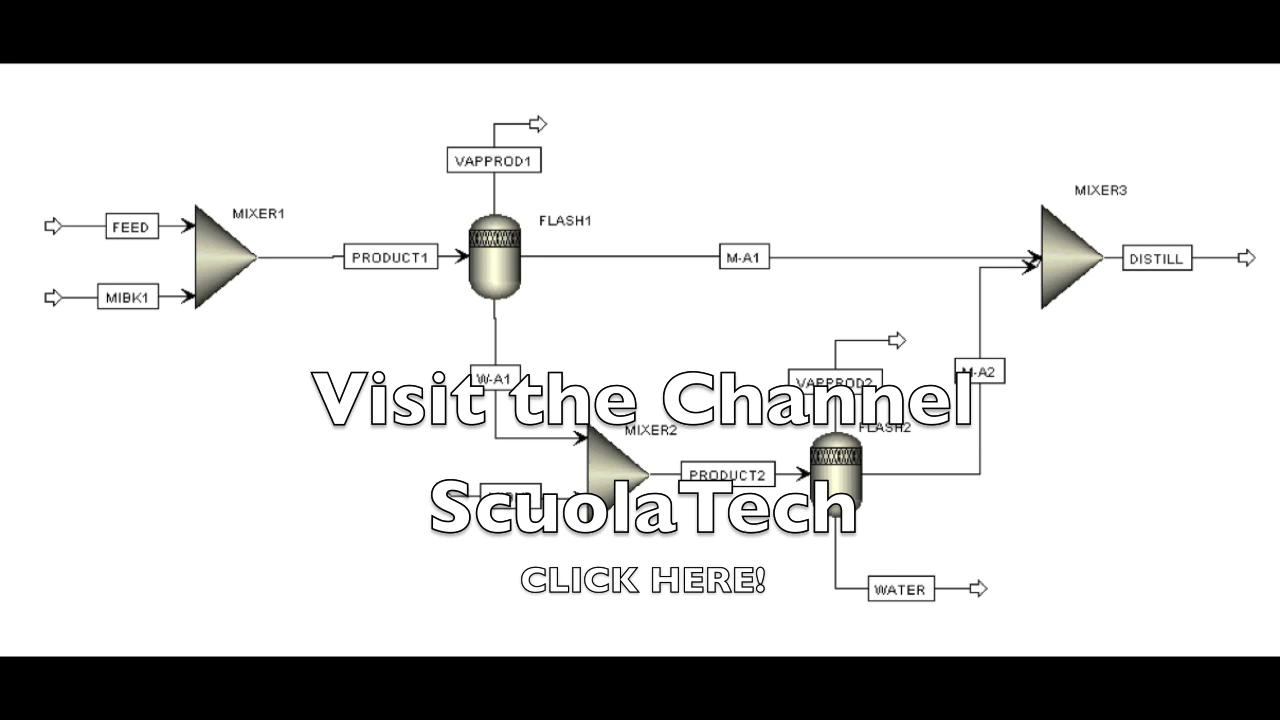 VAPPROD1
MIXER3
MIXER1
FLASH1
FEED
PRODUCT1
M-A1
DISTILL
MIBK1
W-A1
VAPPROD2
M-A2
Visit the Channel
MIXER2
FLASH2
PRODUCT2
ScuolaTech
CLICK HERE!
WATER